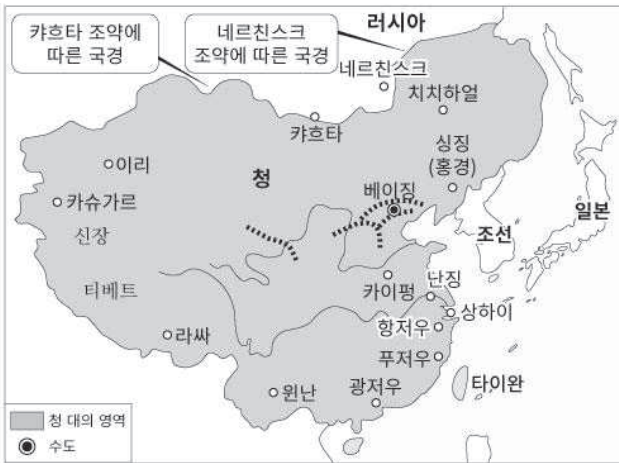 캬흐타 조약에
따른 국경
네르친스크
조약에 따른 국경
러시아
네르친스크
치치하얼
캬흐타
싱징
(홍경)
이리
청
베이징
카슈가르
일본
조선
신장
티베트
카이펑
난징
상하이
항저우
라싸
푸저우
윈난
광저우
타이완
청 대의 영역
수도